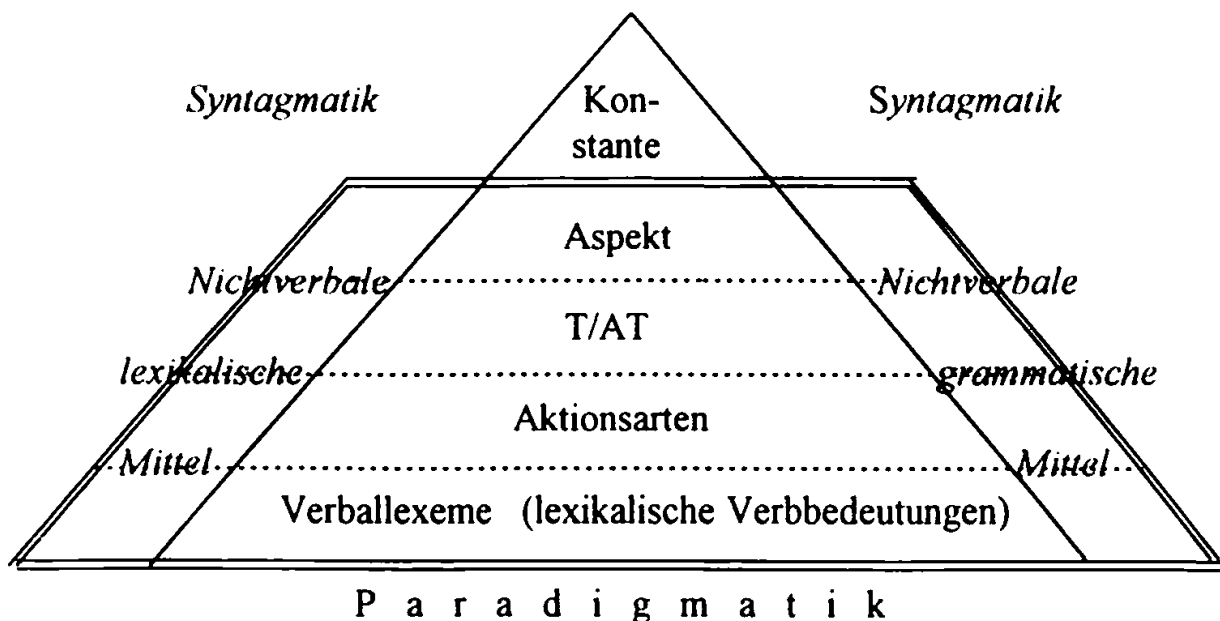 Syntagmatik Kon- Syntagmatik
stante
Aspekt
Nichtverbale Nichtverbale
T/AT
lexikalische grammatische
Aktionsarten
Mittel Mittel
Verballexeme (lexikalische Verbbedeutungen)
P a r a d i g m a t i k